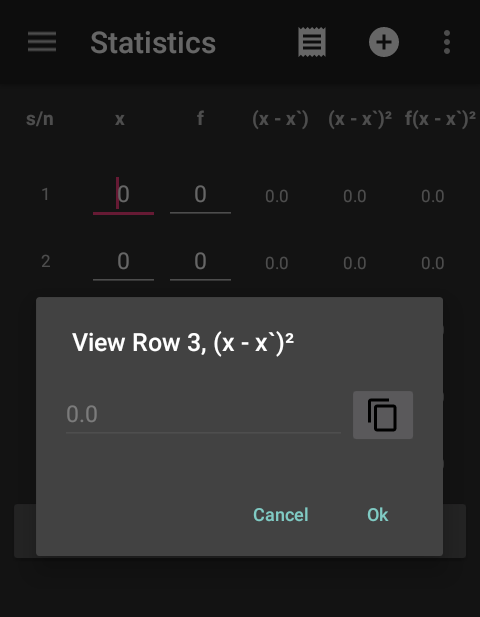 Statistics
s/n x f (x - x`) (x - x`)² f(x - x`)²
1 0 0 0.0 0.0 0.0
2 0 0 0.0 0.0 0.0
View Row 3, (x - x`)²
0.0
Cancel Ok